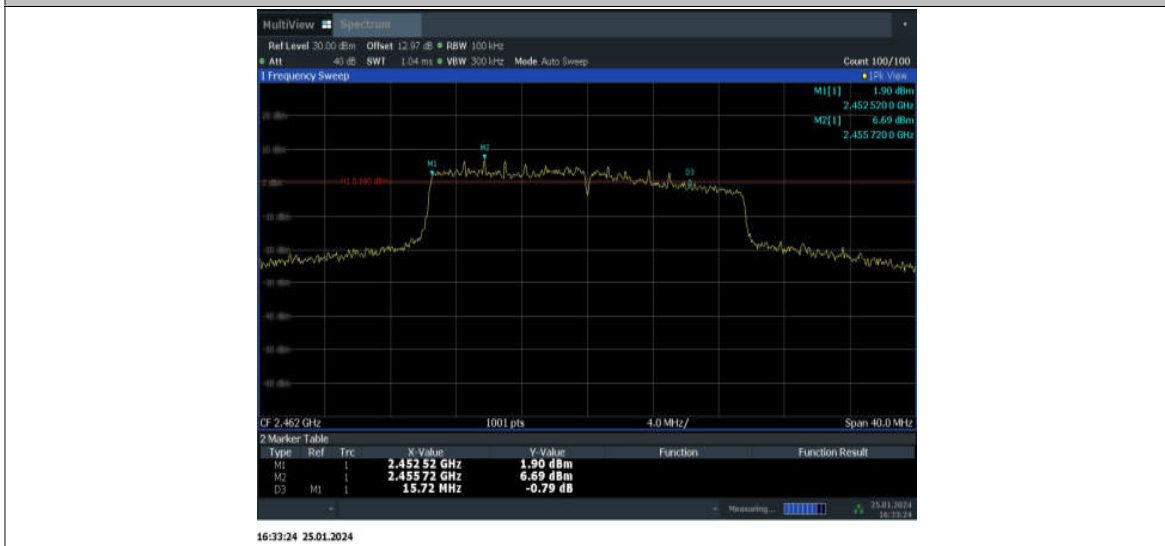 MultiView Spectrum
Ref Level 30.00 dBm Offset 12.97 dB RBW 100 kHz
Att 40 dB SWT 1.04 ms VBW 300 kHz Mode Auto Sweep Count 100/100
1 Frequency Sweep 1Pk View
M1[1] 1.90 dBm
2.4525200 GHz
M2[1] 6.69 dBm
2.4557200 GHz
M2
M1
D3
CF 2.462 GHz 1001 pts 4.0 MHz/ Span 40.0 MHz
2 Marker Table
Type Ref Trc X-Value Y-Value Function Function Result
M1 1 2.452 52 GHz 1.90 dBm
M2 1 2.455 72 GHz 6.69 dBm
D3 M1 1 15.72 MHz -0.79 dB
Measuring... 25.01.2024
16:33:24
16:33:24 25.01.2024